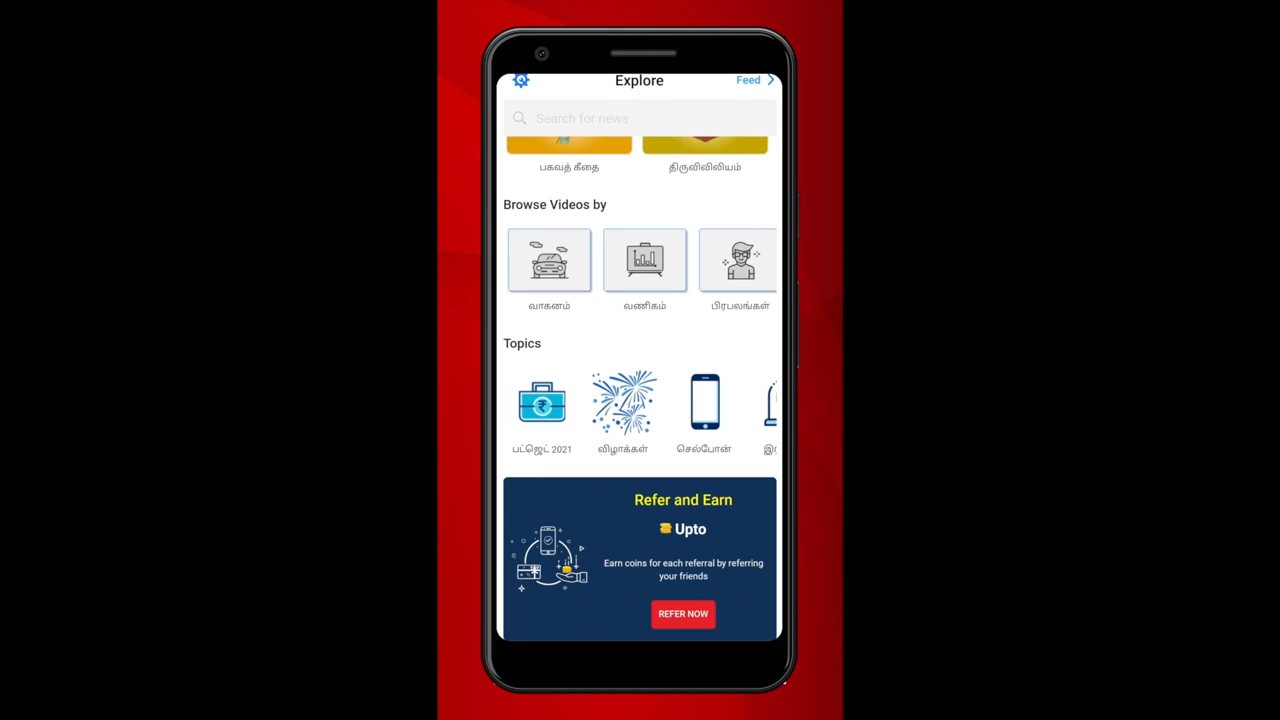 Explore
Feed
Search for news
பகவத் கீதை
திருவிவிலியம்
Browse Videos by
வாகனம்
வணிகம்
பிரபலங்கள்
Topics
பட்ஜெட் 2021
விழாக்கள்
செல்போன்
Refer and Earn
Upto
Earn coins for each referral by referring
your friends
REFER NOW